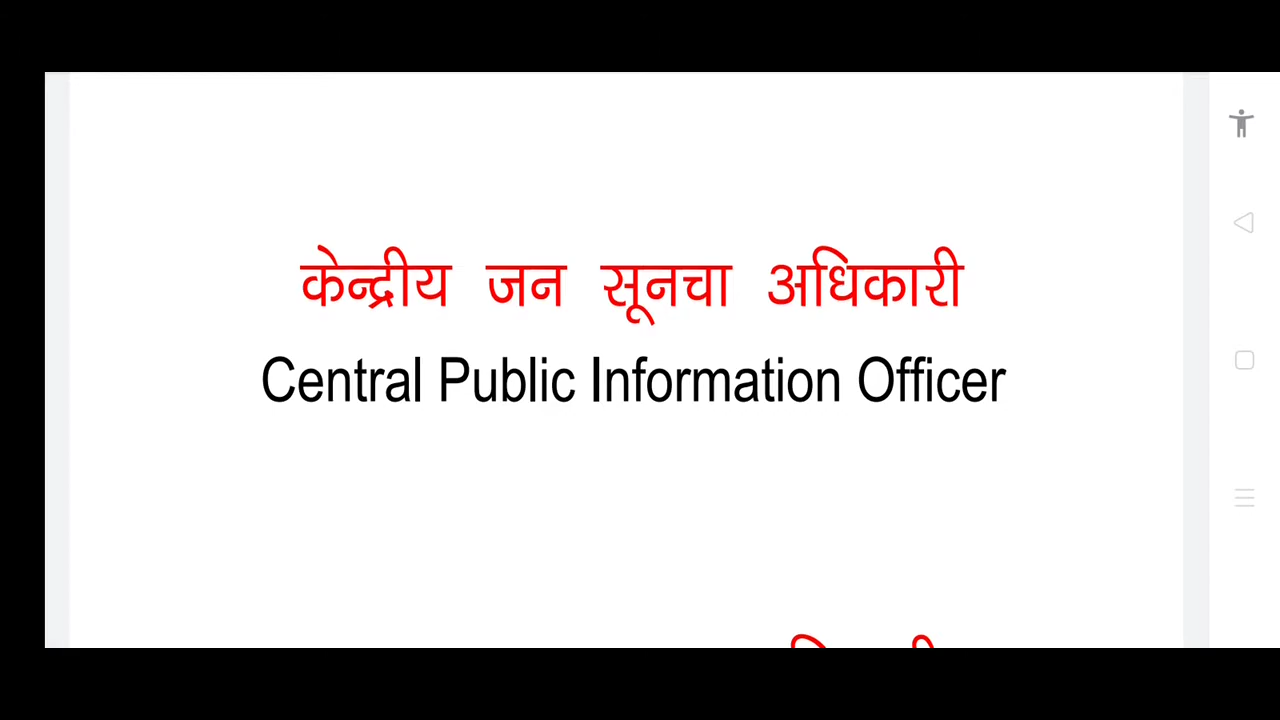 केन्द्रीय जन सूनचा अधिकारी
Central Public Information Officer